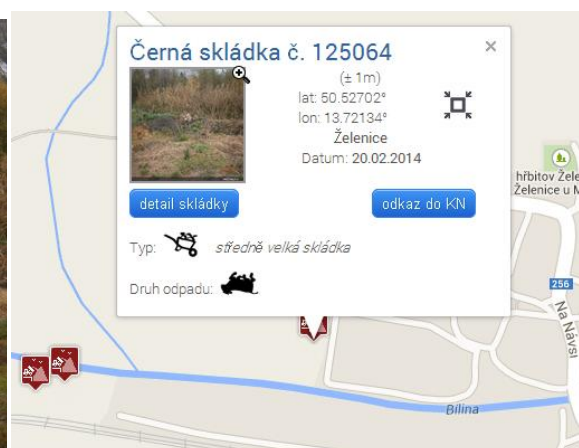 Černá skládka č. 125064
×
(± 1m)
lat: 50.52702°
lon: 13.72134°
Želenice
Datum: 20.02.2014
detail skládky
odkaz do KN
Typ:
středně velká skládka
Druh odpadu:
hřbitov Žele
Želenice u M
256
Na Návsi
Bílina